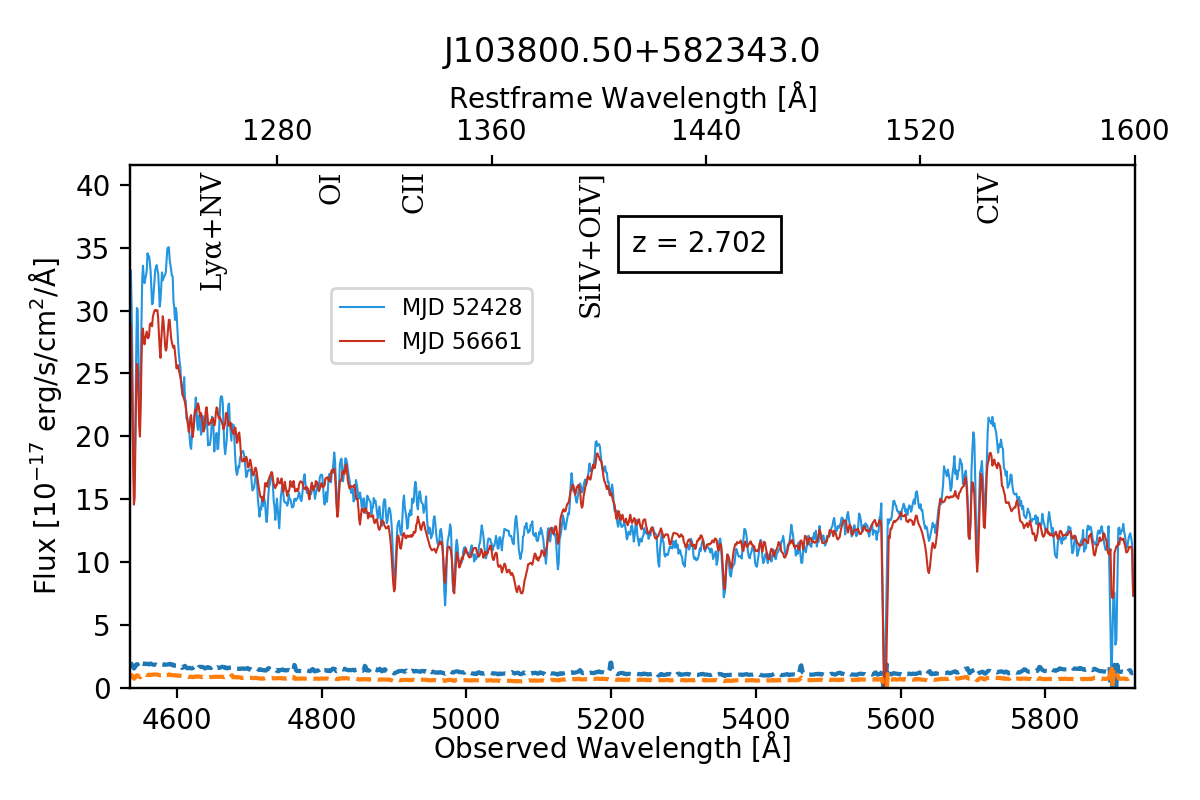 J103800.50+582343.0
Restframe Wavelength [Å]
1280 1360 1440 1520 1600
Lyα+NV
OI
CII
SiIV+OIV]
CIV
z = 2.702
MJD 52428
MJD 56661
Flux [10⁻¹⁷ erg/s/cm²/Å]
40
35
30
25
20
15
10
5
0
4600 4800 5000 5200 5400 5600 5800
Observed Wavelength [Å]